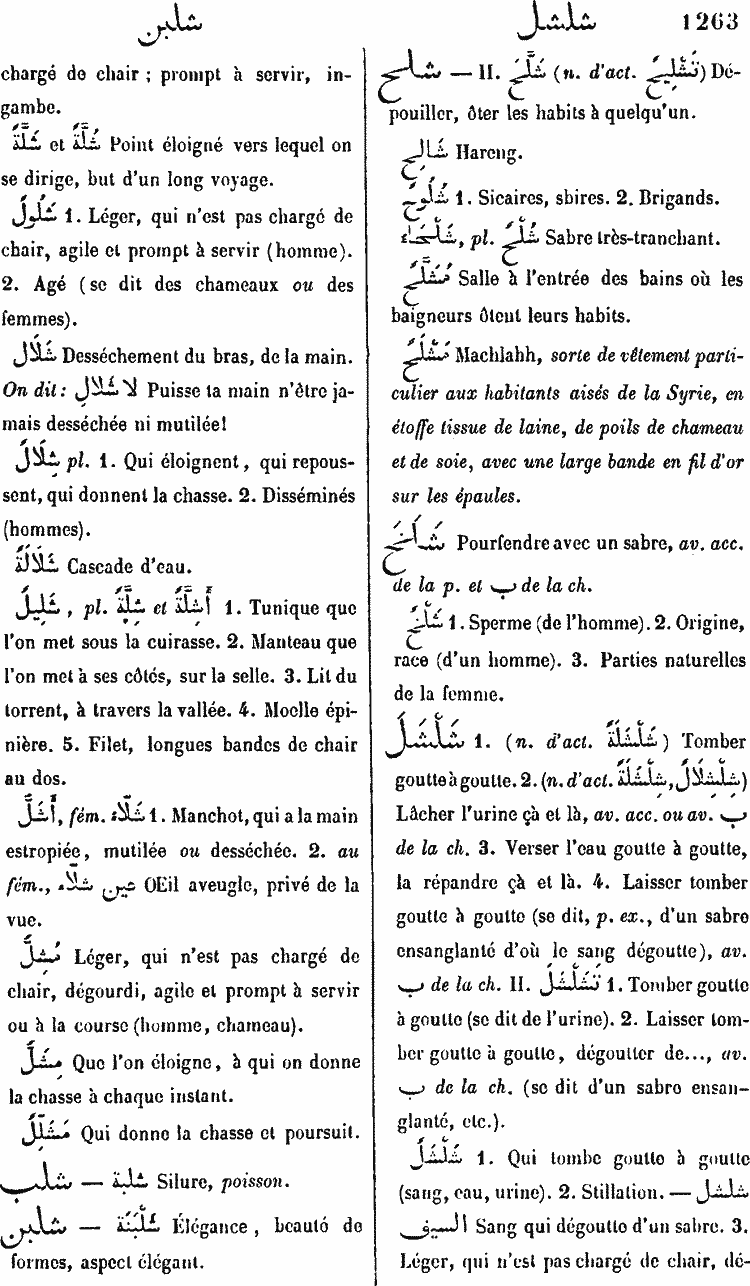 شلبن
شلشل 1263
chargé de chair ; prompt à servir, in-
gambe.
شَلَّةٌ et شُلَّةٌ Point éloigné vers lequel on
se dirige, but d'un long voyage.
شَلُولٌ 1. Léger, qui n'est pas chargé de
chair, agile et prompt à servir (homme).
2. Agé (se dit des chameaux ou des
femmes).
شَلَالٌ Desséchement du bras, de la main.
On dit : لَا شَلَالِ Puisse ta main n'être ja-
mais desséchée ni mutilée!
شِلَالٌ pl. 1. Qui éloignent, qui repous-
sent, qui donnent la chasse. 2. Disséminés
(hommes).
شَلَالَةٌ Cascade d'eau.
شَلِيلٌ, pl. شِلَّةٌ et أَشِلَّةٌ 1. Tunique que
l'on met sous la cuirasse. 2. Manteau que
l'on met à ses côtés, sur la selle. 3. Lit du
torrent, à travers la vallée. 4. Moelle épi-
nière. 5. Filet, longues bandes de chair
au dos.
أَشَلُّ, fém. شَلَّاءُ 1. Manchot, qui a la main
estropiée, mutilée ou desséchée. 2. au
fém., عين شلّاء OEil aveugle, privé de la
vue.
مُشِلٌّ Léger, qui n'est pas chargé de
chair, dégourdi, agile et prompt à servir
ou à la course (homme, chameau).
مِشَلٌّ Que l'on éloigne, à qui on donne
la chasse à chaque instant.
مُشَلِّلٌ Qui donne la chasse et poursuit.
شلب — شلبة Silure, poisson.
شلبن — شَلْبَنَةٌ Élégance, beauté de
formes, aspect élégant.
شلح — II. شَلَّحَ (n. d'act. تَشْلِيحٌ) Dé-
pouiller, ôter les habits à quelqu'un.
شَالِحٌ Hareng.
شَلُوحٌ 1. Sicaires, sbires. 2. Brigands.
شَلْحَاءُ, pl. شُلْحٌ Sabre très-tranchant.
مُشَلَّحٌ Salle à l'entrée des bains où les
baigneurs ôtent leurs habits.
مَشْلَحٌ Machlahh, sorte de vêtement parti-
culier aux habitants aisés de la Syrie, en
étoffe tissue de laine, de poils de chameau
et de soie, avec une large bande en fil d'or
sur les épaules.
شَلَخَ Pourfendre avec un sabre, av. acc.
de la p. et ب de la ch.
شَلْخٌ 1. Sperme (de l'homme). 2. Origine,
race (d'un homme). 3. Parties naturelles
de la femme.
شَلْشَلَ 1. (n. d'act. شَلْشَلَةٌ) Tomber
goutte à goutte. 2. (n. d'act. شَلْشَلَةٌ, شِلْشَالٌ)
Lâcher l'urine çà et là, av. acc. ou av. ب
de la ch. 3. Verser l'eau goutte à goutte,
la répandre çà et là. 4. Laisser tomber
goutte à goutte (se dit, p. ex., d'un sabre
ensanglanté d'où le sang dégoutte), av.
ب de la ch. II. تَشَلْشَلَ 1. Tomber goutte
à goutte (se dit de l'urine). 2. Laisser tom-
ber goutte à goutte, dégoutter de..., av.
ب de la ch. (se dit d'un sabre ensan-
glanté, etc.).
شَلْشَلٌ 1. Qui tombe goutte à goutte
(sang, eau, urine). 2. Stillation. — شلشل
السيف Sang qui dégoutte d'un sabre. 3.
Léger, qui n'est pas chargé de chair, dé-